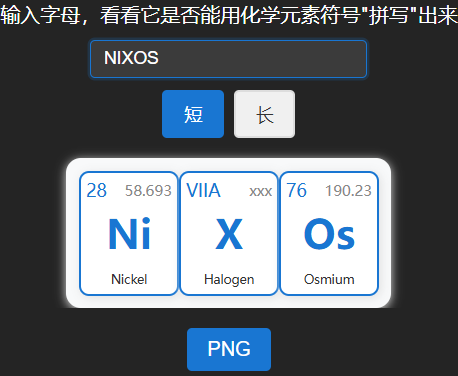 输入字母，看看它是否能用化学元素符号"拼写"出来
NIXOS
短 长
28 58.693 VIIA xxx 76 190.23
Ni X Os
Nickel Halogen Osmium
PNG